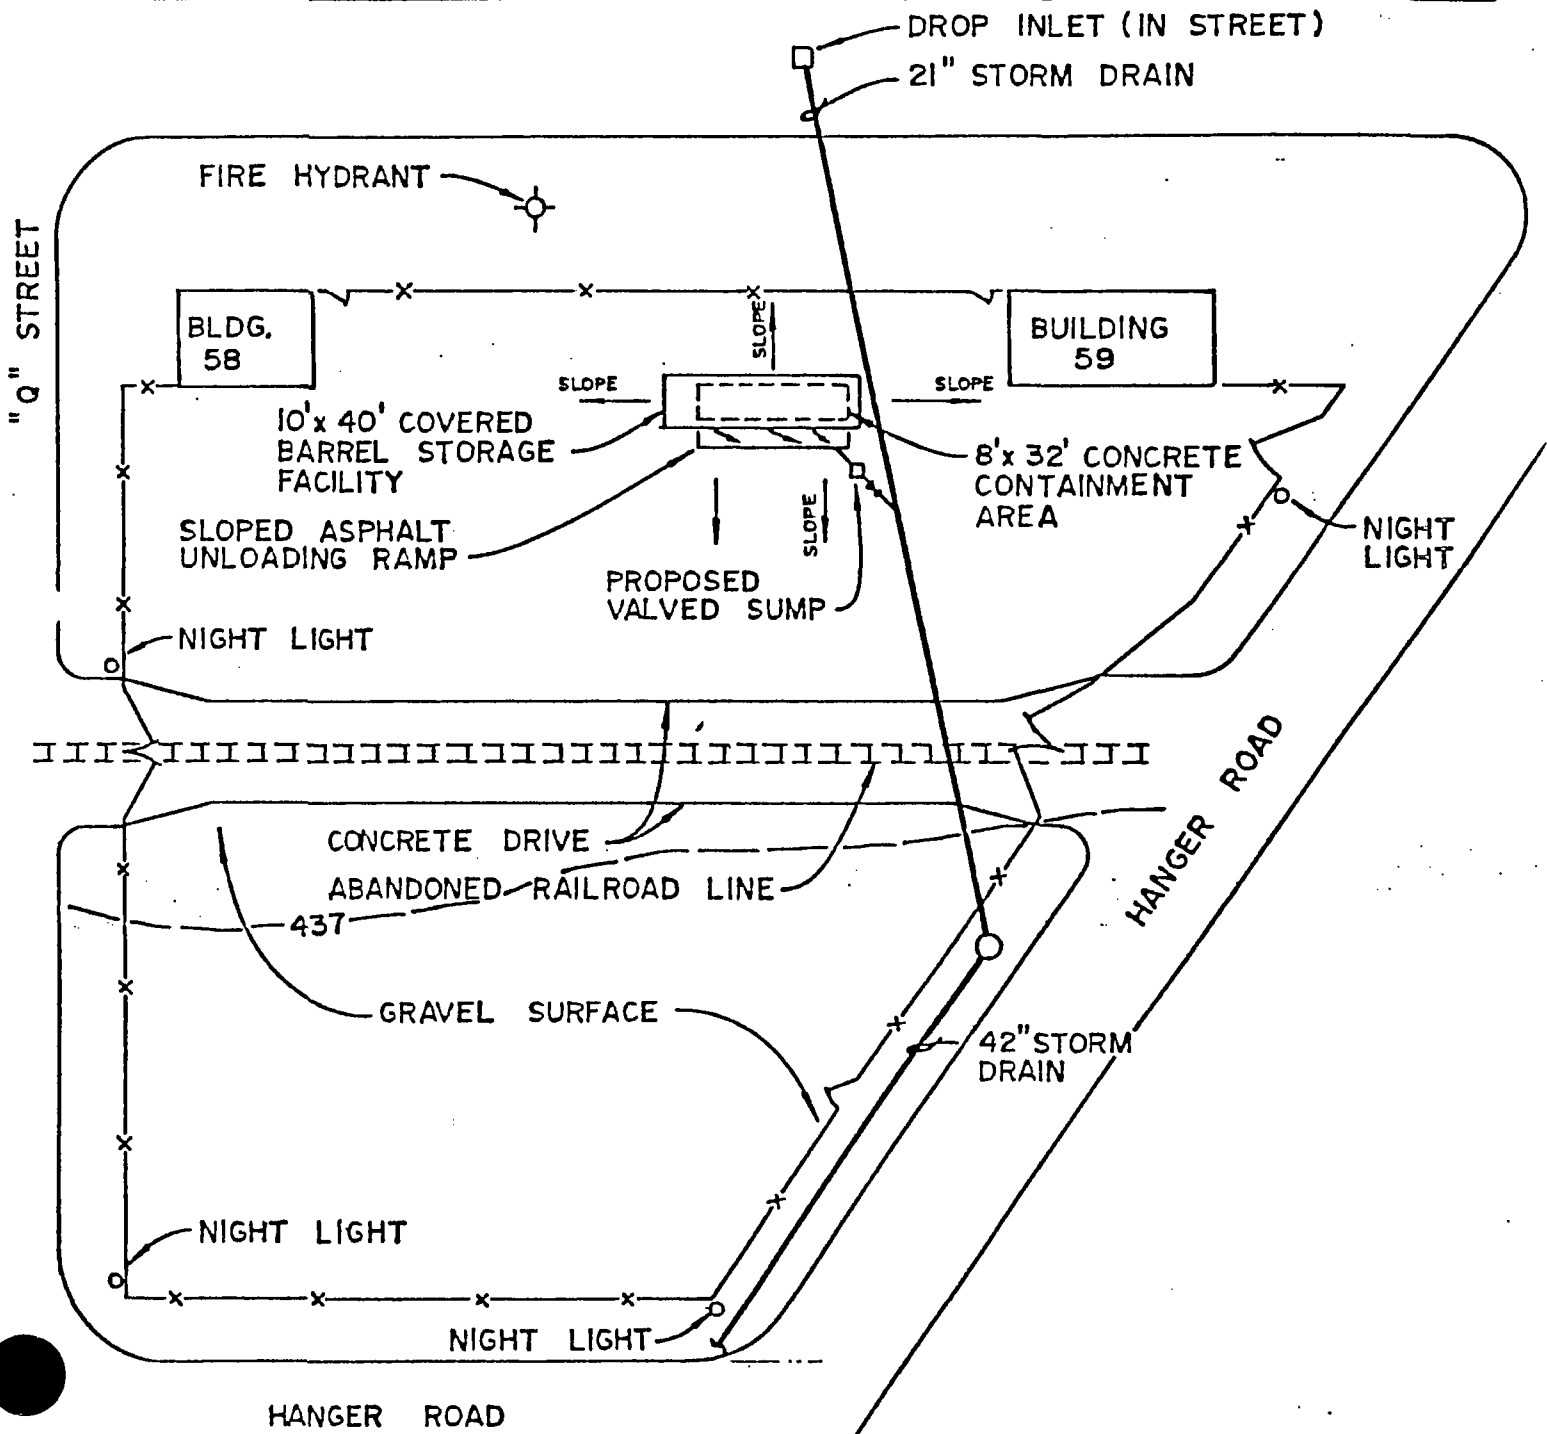 DROP INLET (IN STREET)
21" STORM DRAIN
FIRE HYDRANT
"Q" STREET
BLDG.
58
SLOPE
BUILDING
59
SLOPE
SLOPE
10'x 40' COVERED
BARREL STORAGE
FACILITY
8'x 32' CONCRETE
CONTAINMENT
AREA
SLOPED ASPHALT
UNLOADING RAMP
SLOPE
NIGHT
LIGHT
PROPOSED
VALVED SUMP
NIGHT LIGHT
HANGER ROAD
CONCRETE DRIVE
ABANDONED RAILROAD LINE
437
GRAVEL SURFACE
42" STORM
DRAIN
NIGHT LIGHT
NIGHT LIGHT
HANGER ROAD